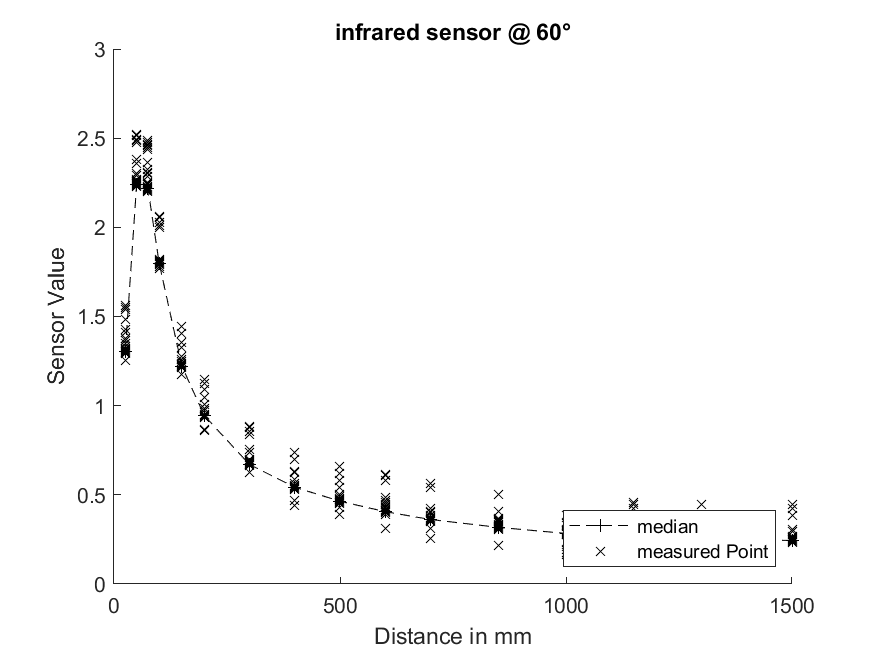 infrared sensor @ 60°
3
2.5
2
1.5
1
0.5
0
Sensor Value
0 500 1000 1500
Distance in mm
median
measured Point